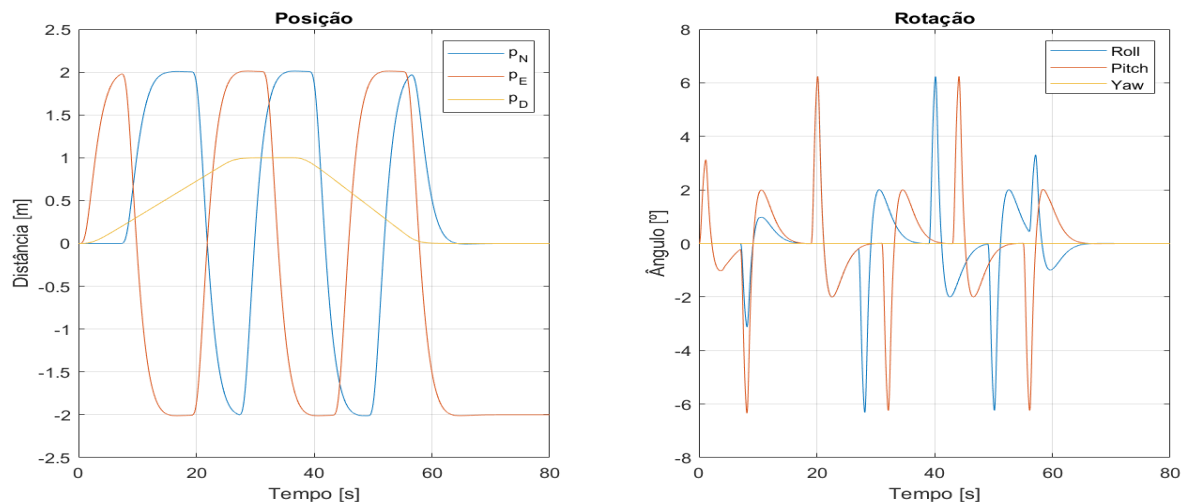 Posição
Distância [m]
2.5
2
1.5
1
0.5
0
-0.5
-1
-1.5
-2
-2.5
0
20
40
60
80
Tempo [s]
p_N
p_E
p_D
Rotação
Ângulo [º]
8
6
4
2
0
-2
-4
-6
-8
0
20
40
60
80
Tempo [s]
Roll
Pitch
Yaw